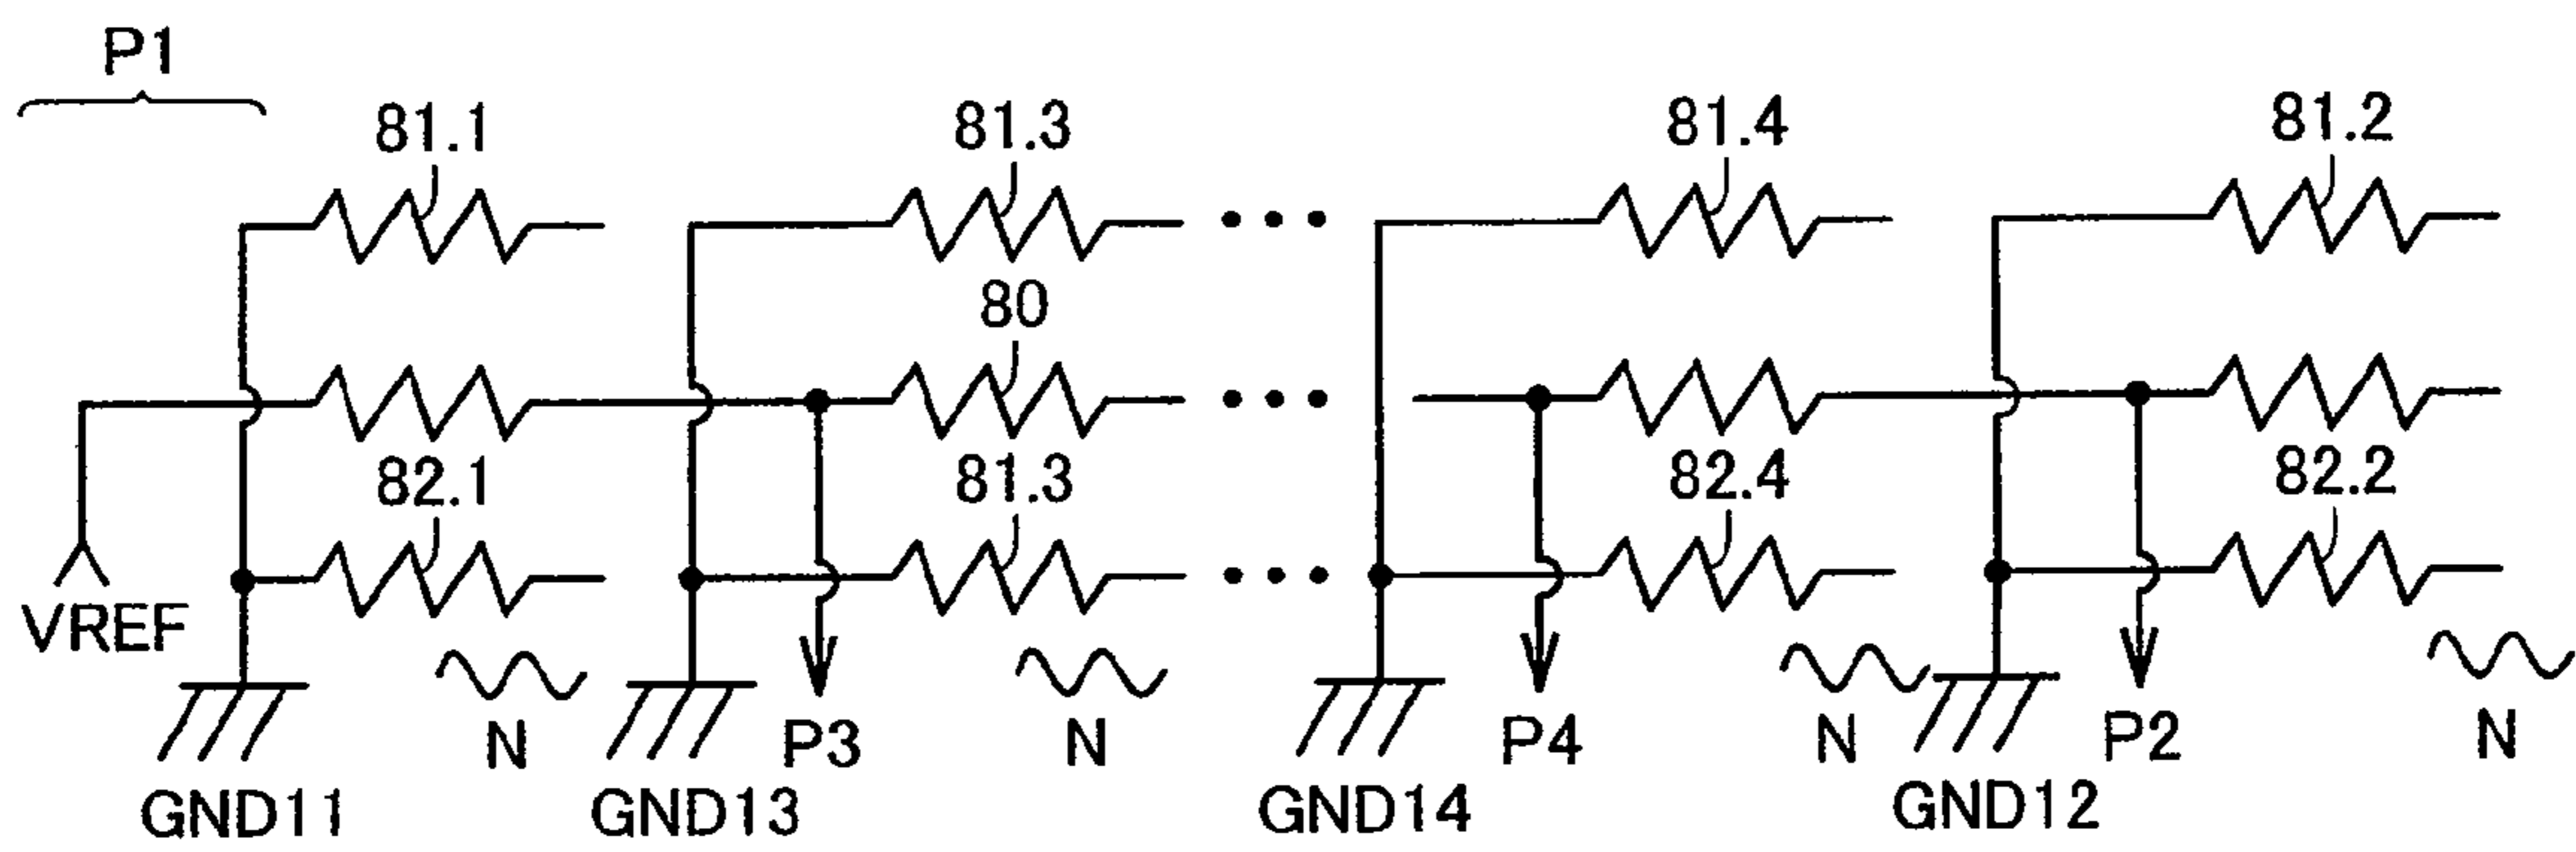 P1
81.1 81.3 81.4 81.2
80
82.1 81.3 82.4 82.2
VREF
N P3 N P4 N P2 N
GND11 GND13 GND14 GND12